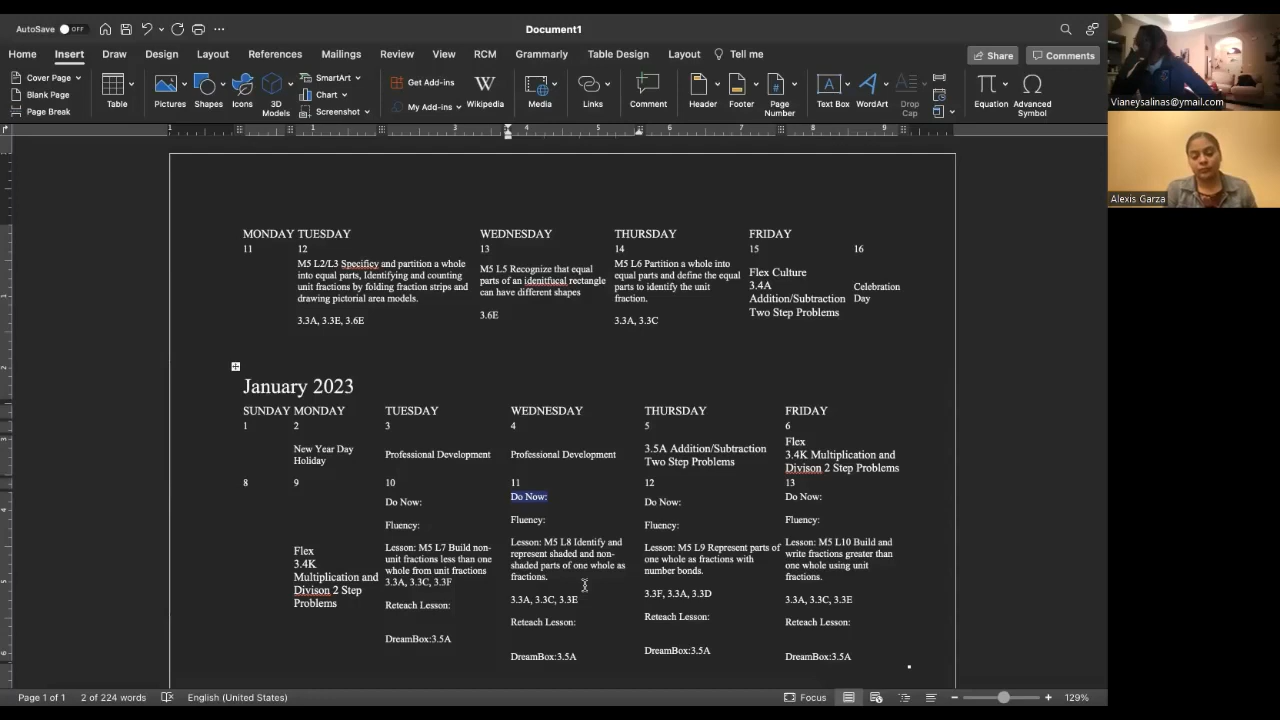 AutoSave OFF
Document1
Home Insert Draw Design Layout References Mailings Review View RCM Grammarly Table Design Layout Tell me
Share Comments
Cover Page
Blank Page
Page Break
Table
Pictures
Shapes
Icons
3D Models
SmartArt
Chart
Screenshot
Get Add-ins
My Add-ins
Wikipedia
Media
Links
Comment
Header
Footer
Page Number
Text Box
WordArt
Drop Cap
Equation
Advanced Symbol
Vianeysalinas@ymail.com
Alexis Garza
MONDAY TUESDAY WEDNESDAY THURSDAY FRIDAY
11 12 13 14 15 16
M5 L2/L3 Specificy and partition a whole
into equal parts, Identifying and counting
unit fractions by folding fraction strips and
drawing pictorial area models.
3.3A, 3.3E, 3.6E
M5 L5 Recognize that equal
parts of an idenitfucal rectangle
can have different shapes
3.6E
M5 L6 Partition a whole into
equal parts and define the equal
parts to identify the unit
fraction.
3.3A, 3.3C
Flex Culture
3.4A
Addition/Subtraction
Two Step Problems
Celebration
Day
January 2023
SUNDAY MONDAY TUESDAY WEDNESDAY THURSDAY FRIDAY
1 2 3 4 5 6
New Year Day
Holiday
Professional Development
Professional Development
3.5A Addition/Subtraction
Two Step Problems
Flex
3.4K Multiplication and
Divison 2 Step Problems
8 9 10 11 12 13
Flex
3.4K
Multiplication and
Divison 2 Step
Problems
Do Now:
Fluency:
Lesson: M5 L7 Build non-
unit fractions less than one
whole from unit fractions
3.3A, 3.3C, 3.3F
Reteach Lesson:
DreamBox:3.5A
Do Now:
Fluency:
Lesson: M5 L8 Identify and
represent shaded and non-
shaded parts of one whole as
fractions.
3.3A, 3.3C, 3.3E
Reteach Lesson:
DreamBox:3.5A
Do Now:
Fluency:
Lesson: M5 L9 Represent parts of
one whole as fractions with
number bonds.
3.3F, 3.3A, 3.3D
Reteach Lesson:
DreamBox:3.5A
Do Now:
Fluency:
Lesson: M5 L10 Build and
write fractions greater than
one whole using unit
fractions.
3.3A, 3.3C, 3.3E
Reteach Lesson:
DreamBox:3.5A
Page 1 of 1 2 of 224 words English (United States) Focus 129%